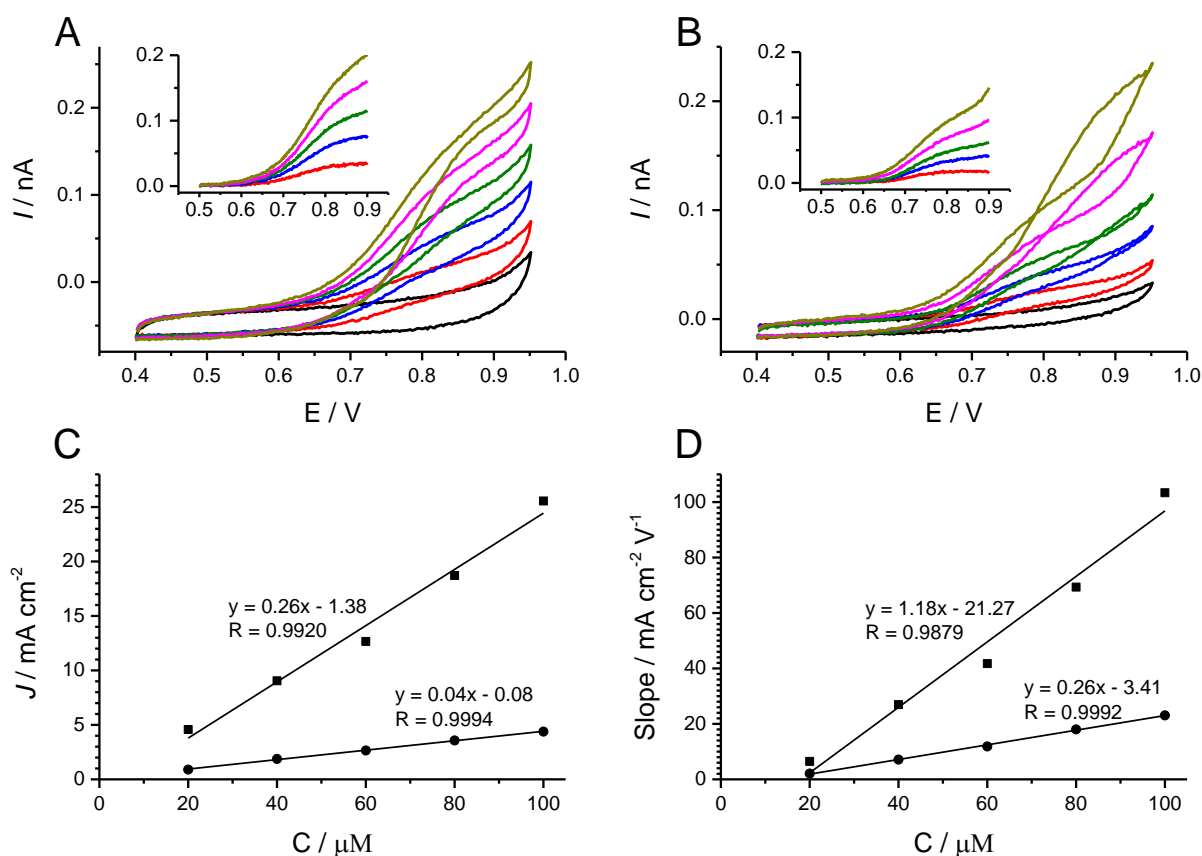 A
0.2
0.1
0.0
0.5 0.6 0.7 0.8 0.9
I / nA
0.2
0.1
0.0
0.4 0.5 0.6 0.7 0.8 0.9 1.0
E / V
B
0.2
0.1
0.0
0.5 0.6 0.7 0.8 0.9
I / nA
0.2
0.1
0.0
0.4 0.5 0.6 0.7 0.8 0.9 1.0
E / V
C
J / mA cm⁻²
25
20
15
10
5
0
y = 0.26x - 1.38
R = 0.9920
y = 0.04x - 0.08
R = 0.9994
0 20 40 60 80 100
C / μM
D
Slope / mA cm⁻² V⁻¹
100
80
60
40
20
0
y = 1.18x - 21.27
R = 0.9879
y = 0.26x - 3.41
R = 0.9992
0 20 40 60 80 100
C / μM